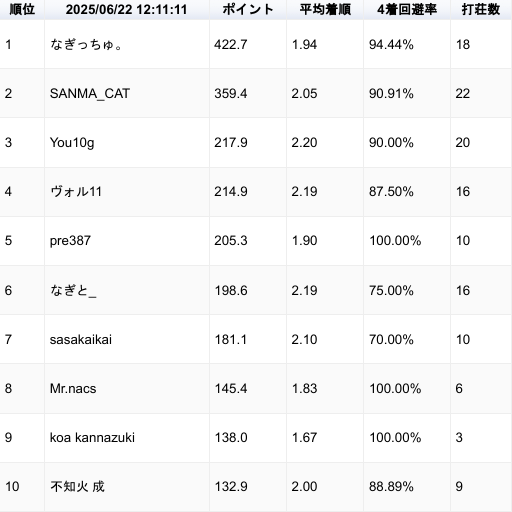 順位 2025/06/22 12:11:11 ポイント 平均着順 4着回避率 打荘数
1 なぎっちゅ。 422.7 1.94 94.44% 18
2 SANMA_CAT 359.4 2.05 90.91% 22
3 You10g 217.9 2.20 90.00% 20
4 ヴォル11 214.9 2.19 87.50% 16
5 pre387 205.3 1.90 100.00% 10
6 なぎと_ 198.6 2.19 75.00% 16
7 sasakaikai 181.1 2.10 70.00% 10
8 Mr.nacs 145.4 1.83 100.00% 6
9 koa kannazuki 138.0 1.67 100.00% 3
10 不知火 成 132.9 2.00 88.89% 9